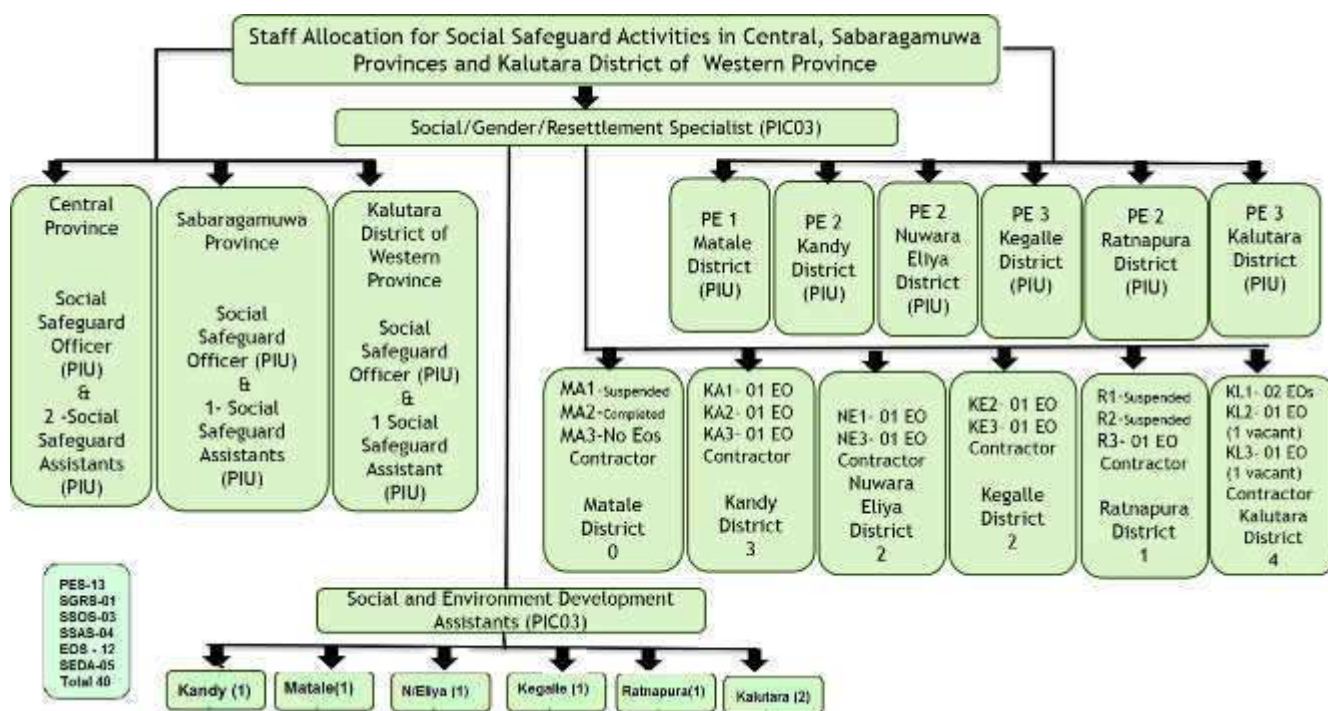 Staff Allocation for Social Safeguard Activities in Central, Sabaragamuwa
Provinces and Kalutara District of Western Province
Social/Gender/Resettlement Specialist (PIC03)
Central
Province
Social
Safeguard
Officer
(PIU)
&
2 -Social
Safeguard
Assistants
(PIU)
Sabaragamuwa
Province
Social
Safeguard
Officer (PIU)
&
1- Social
Safeguard
Assistants
(PIU)
Kalutara
District of
Western
Province
Social
Safeguard
Officer (PIU)
&
1 Social
Safeguard
Assistant
(PIU)
PE 1
Matale
District
(PIU)
PE 2
Kandy
District
(PIU)
PE 2
Nuwara
Eliya
District
(PIU)
PE 3
Kegalle
District
(PIU)
PE 2
Ratnapura
District
(PIU)
PE 3
Kalutara
District
(PIU)
MA1-Suspended
MA2-Completed
MA3-No Eos
Contractor
Matale
District
0
KA1- 01 EO
KA2- 01 EO
KA3- 01 EO
Contractor
Kandy
District
3
NE1- 01 EO
NE3- 01 EO
Contractor
Nuwara
Eliya
District
2
KE2- 01 EO
KE3- 01 EO
Contractor
Kegalle
District
2
R1-Suspended
R2-Suspended
R3- 01 EO
Contractor
Ratnapura
District
1
KL1- 02 EOs
KL2- 01 EO
(1 vacant)
KL3- 01 EO
(1 vacant)
Contractor
Kalutara
District
4
PES-13
SGRS-01
SSOS-03
SSAS-04
EOS - 12
SEDA-05
Total 40
Social and Environment Development
Assistants (PIC03)
Kandy (1)
Matale(1)
N/Eliya (1)
Kegalle (1)
Ratnapura(1)
Kalutara (2)